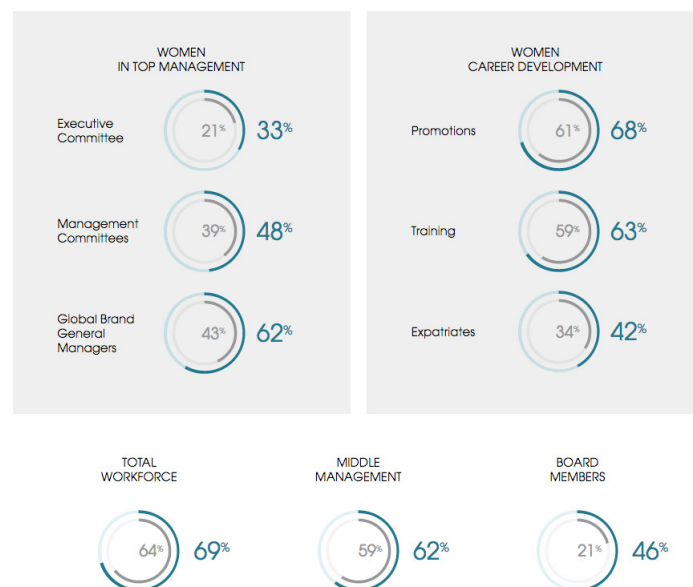 WOMEN
IN TOP MANAGEMENT
Executive
Committee
21%
33%
Management
Committees
39%
48%
Global Brand
General
Managers
43%
62%
WOMEN
CAREER DEVELOPMENT
Promotions
61%
68%
Training
59%
63%
Expatriates
34%
42%
TOTAL
WORKFORCE
64%
69%
MIDDLE
MANAGEMENT
59%
62%
BOARD
MEMBERS
21%
46%